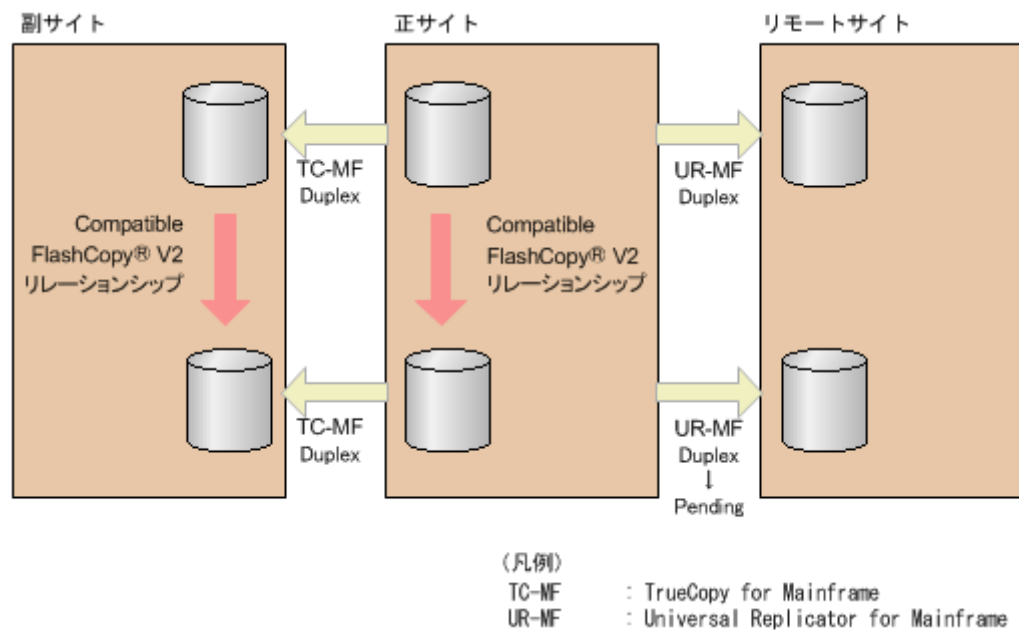 副サイト
正サイト
リモートサイト
TC-MF
Duplex
UR-MF
Duplex
Compatible
FlashCopy® V2
リレーションシップ
Compatible
FlashCopy® V2
リレーションシップ
TC-MF
Duplex
UR-MF
Duplex
↓
Pending
(凡例)
TC-MF : TrueCopy for Mainframe
UR-MF : Universal Replicator for Mainframe